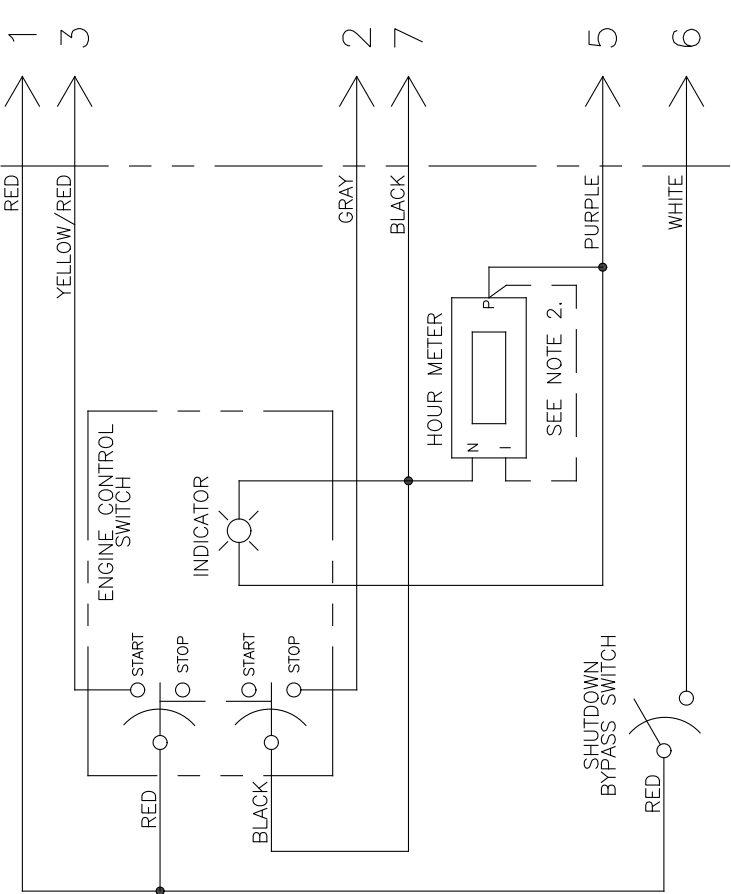 1
3
2
7
5
6
RED
YELLOW/RED
GRAY
BLACK
PURPLE
WHITE
HOUR METER
P
N
I
SEE NOTE 2.
ENGINE CONTROL
SWITCH
INDICATOR
START
STOP
START
STOP
RED
BLACK
SHUTDOWN
BYPASS SWITCH
RED